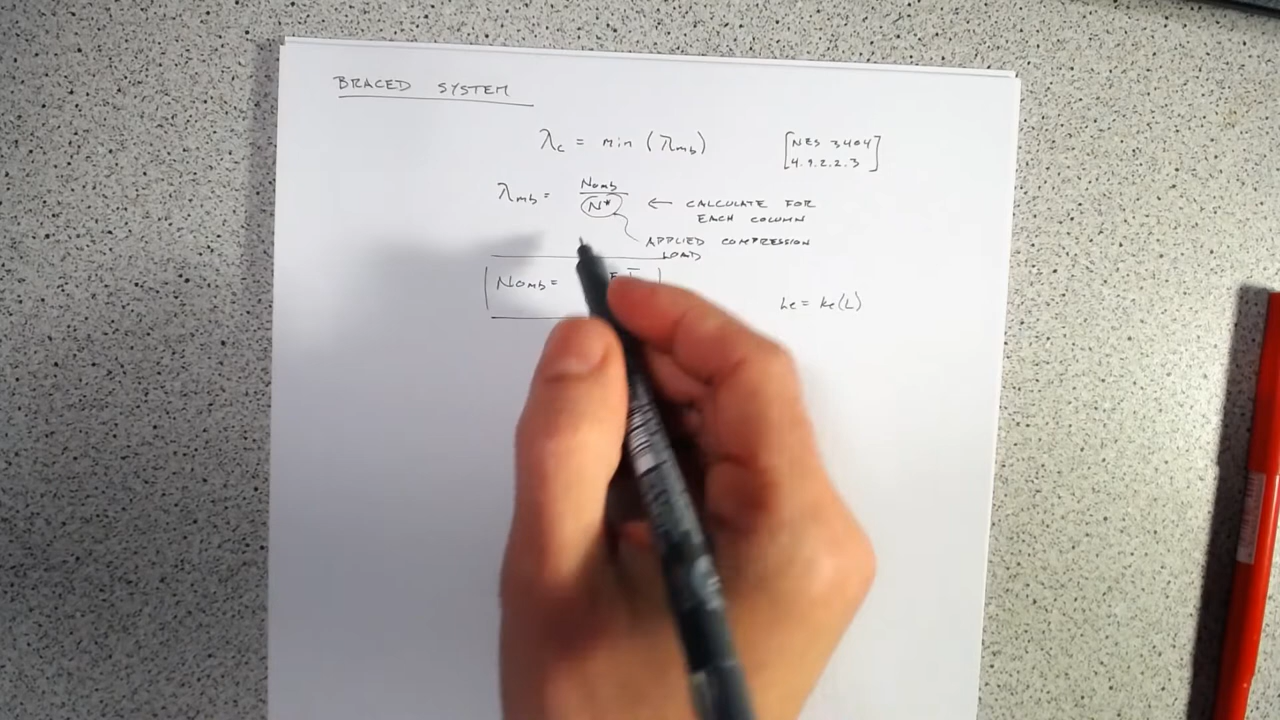 BRACED SYSTEM
λc = min (λmb)
[NZS 3404
4.9.2.2.3]
λmb = Nomb / N* ← CALCULATE FOR
EACH COLUMN
APPLIED COMPRESSION
LOAD
Nomb =
Le = ke(L)